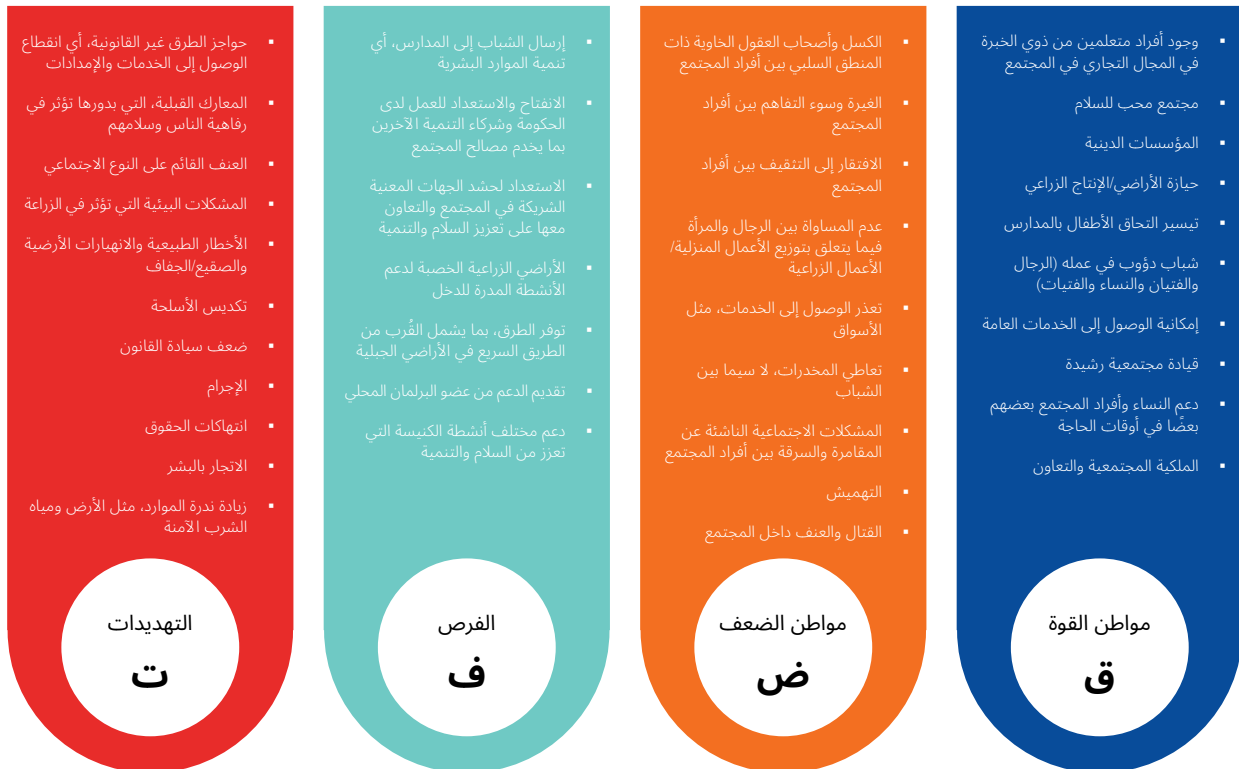 وجود أفراد متعلمين من ذوي الخبرة
في المجال التجاري في المجتمع
مجتمع محب للسلام
المؤسسات الدينية
حيازة الأراضي/الإنتاج الزراعي
تيسير التحاق الأطفال بالمدارس
شباب دؤوب في عمله (الرجال
والفتيان والنساء والفتيات)
إمكانية الوصول إلى الخدمات العامة
قيادة مجتمعية رشيدة
دعم النساء وأفراد المجتمع بعضهم
بعضًا في أوقات الحاجة
الملكية المجتمعية والتعاون
مواطن القوة
ق
الكسل وأصحاب العقول الخاوية ذات
المنطق السلبي بين أفراد المجتمع
الغيرة وسوء التفاهم بين أفراد
المجتمع
الافتقار إلى التثقيف بين أفراد
المجتمع
عدم المساواة بين الرجال والمرأة
فيما يتعلق بتوزيع الأعمال المنزلية/
الأعمال الزراعية
تعذر الوصول إلى الخدمات، مثل
الأسواق
تعاطي المخدرات، لا سيما بين
الشباب
المشكلات الاجتماعية الناشئة عن
المقامرة والسرقة بين أفراد المجتمع
التهميش
القتال والعنف داخل المجتمع
مواطن الضعف
ض
إرسال الشباب إلى المدارس، أي
تنمية الموارد البشرية
الانفتاح والاستعداد للعمل لدى
الحكومة وشركاء التنمية الآخرين
بما يخدم مصالح المجتمع
الاستعداد لحشد الجهات المعنية
الشريكة في المجتمع والتعاون
معها على تعزيز السلام والتنمية
الأراضي الزراعية الخصبة لدعم
الأنشطة المدرة للدخل
توفر الطرق، بما يشمل القُرب من
الطريق السريع في الأراضي الجبلية
تقديم الدعم من عضو البرلمان المحلي
دعم مختلف أنشطة الكنيسة التي
تعزز من السلام والتنمية
الفرص
ف
حواجز الطرق غير القانونية، أي انقطاع
الوصول إلى الخدمات والإمدادات
المعارك القبلية، التي بدورها تؤثر في
رفاهية الناس وسلامهم
العنف القائم على النوع الاجتماعي
المشكلات البيئية التي تؤثر في الزراعة
الأخطار الطبيعية والانهيارات الأرضية
والصقيع/الجفاف
تكديس الأسلحة
ضعف سيادة القانون
الإجرام
انتهاكات الحقوق
الاتجار بالبشر
زيادة ندرة الموارد، مثل الأرض ومياه
الشرب الآمنة
التهديدات
ت